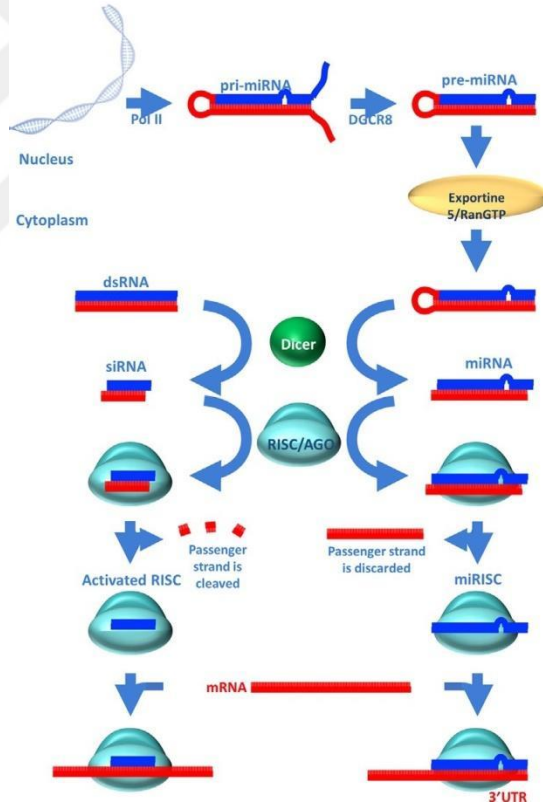 pri-miRNA
pre-miRNA
Pol II
DGCR8
Nucleus
Exportine
5/RanGTP
Cytoplasm
dsRNA
Dicer
siRNA
miRNA
RISC/AGO
Passenger
strand is
cleaved
Passenger strand
is discarded
Activated RISC
miRISC
mRNA
3'UTR